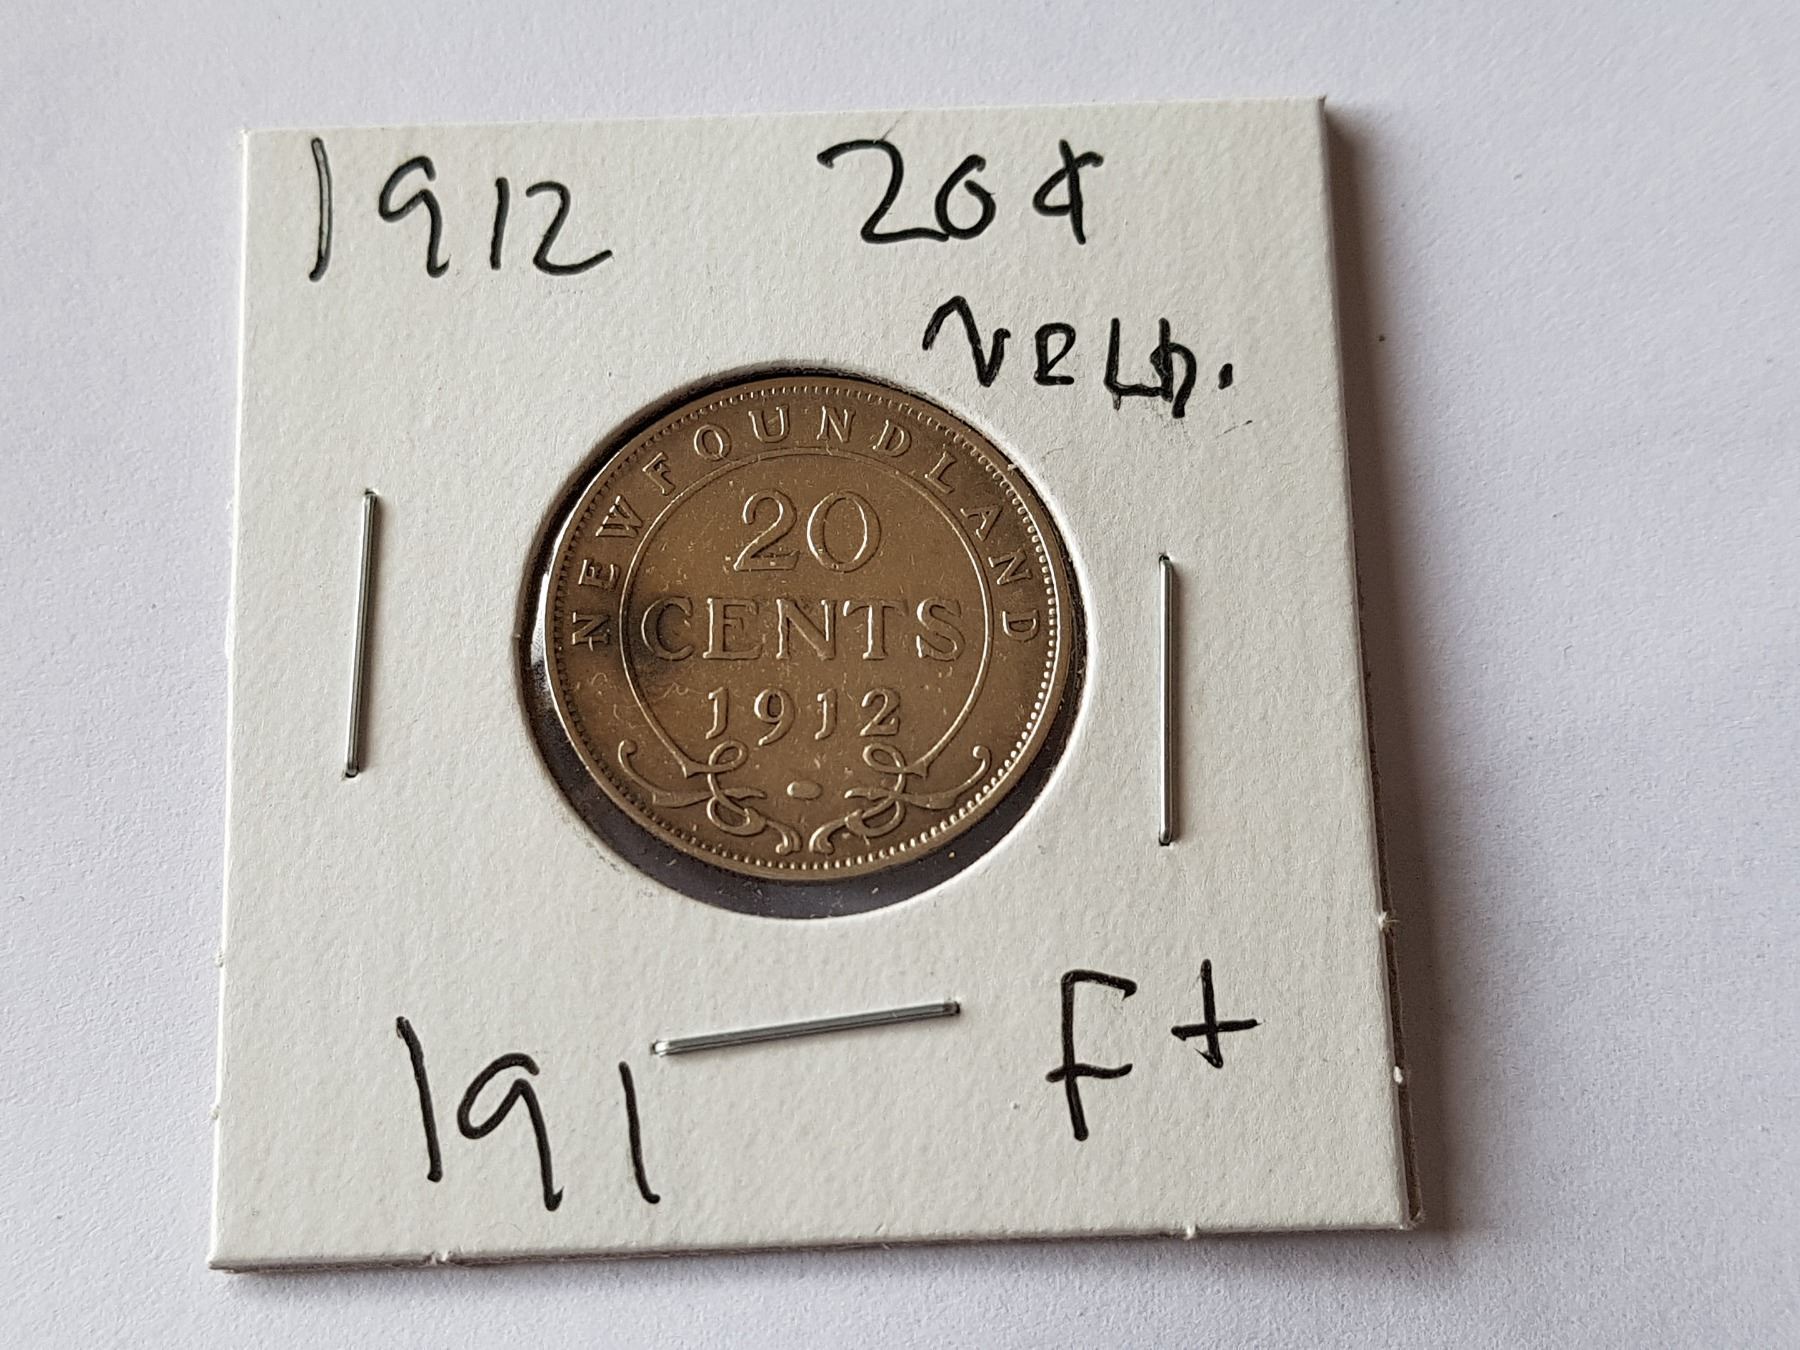 1912 20¢
NFLD.
NEWFOUNDLAND
20
CENTS
1912
191 F+